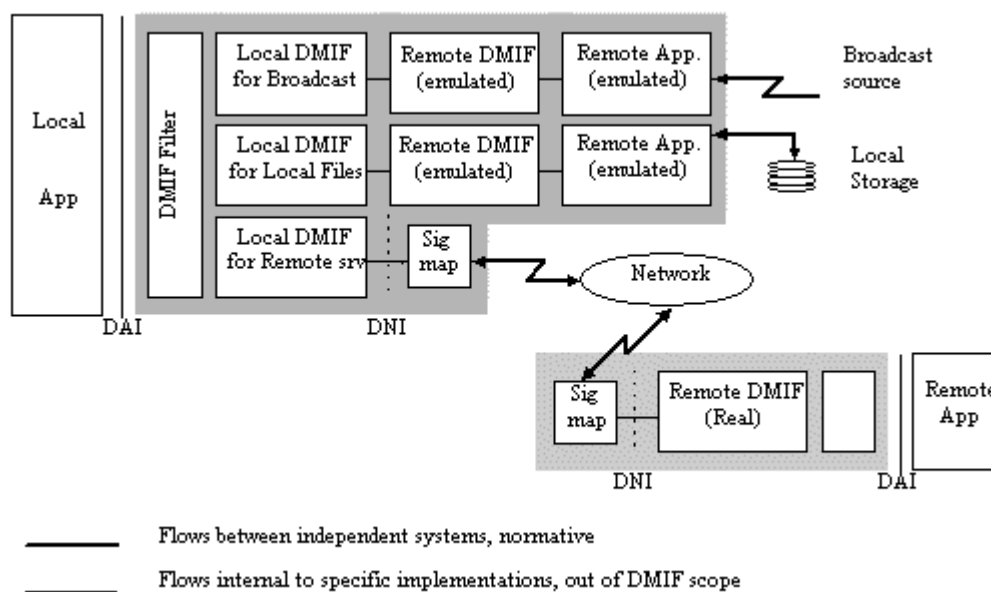 Local
App
DMIF Filter
Local DMIF
for Broadcast
Remote DMIF
(emulated)
Remote App.
(emulated)
Broadcast
source
Local DMIF
for Local Files
Remote DMIF
(emulated)
Remote App.
(emulated)
Local
Storage
Local DMIF
for Remote srv
Sig
map
Network
DAI
DNI
Sig
map
Remote DMIF
(Real)
Remote
App
DNI
DAI
Flows between independent systems, normative
Flows internal to specific implementations, out of DMIF scope